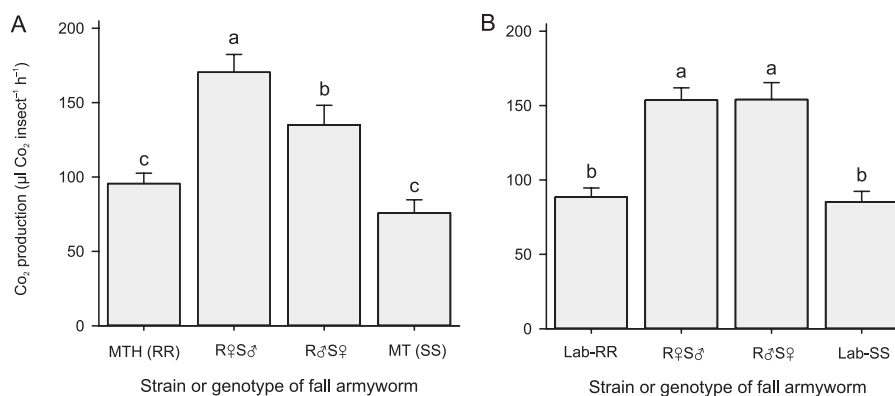 A
Co₂ production (µl Co₂ insect⁻¹ h⁻¹)
200
150
100
50
0
c
a
b
c
MTH (RR)
R♀S♂
R♂S♀
MT (SS)
Strain or genotype of fall armyworm
B
200
150
100
50
0
b
a
a
b
Lab-RR
R♀S♂
R♂S♀
Lab-SS
Strain or genotype of fall armyworm